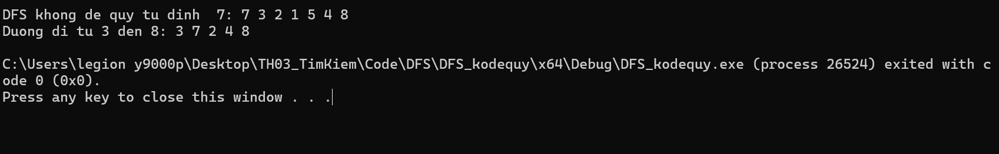 DFS khong de quy tu dinh  7: 7 3 2 1 5 4 8
Duong di tu 3 den 8: 3 7 2 4 8
C:\Users\legion y9000p\Desktop\TH03_TimKiem\Code\DFS\DFS_kodequy\x64\Debug\DFS_kodequy.exe (process 26524) exited with c
ode 0 (0x0).
Press any key to close this window . . .